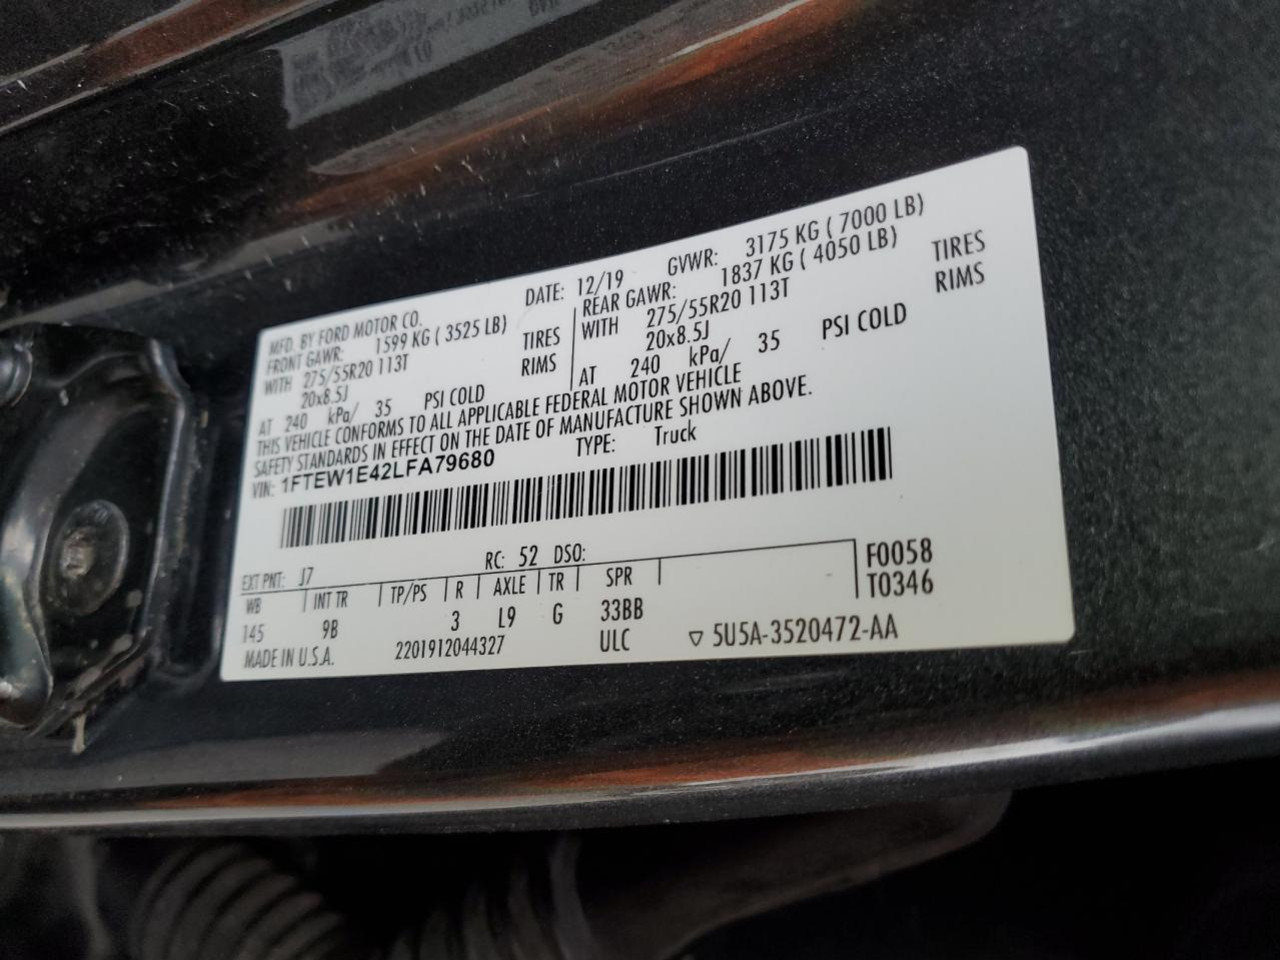 MFD. BY FORD MOTOR CO. DATE: 12/19 GVWR: 3175 KG ( 7000 LB)
FRONT GAWR: 1599 KG ( 3525 LB) REAR GAWR: 1837 KG ( 4050 LB)
WITH 275/55R20 113T TIRES WITH 275/55R20 113T TIRES
20x8.5J RIMS 20x8.5J RIMS
AT 240 kPa/ 35 PSI COLD AT 240 kPa/ 35 PSI COLD
THIS VEHICLE CONFORMS TO ALL APPLICABLE FEDERAL MOTOR VEHICLE
SAFETY STANDARDS IN EFFECT ON THE DATE OF MANUFACTURE SHOWN ABOVE.
VIN: 1FTEW1E42LFA79680 TYPE: Truck
EXT PNT: J7 RC: 52 DSO: F0058
WB INT TR TP/PS R AXLE TR SPR T0346
145 9B 3 L9 G 33BB
MADE IN U.S.A. 2201912044327 ULC ▽ 5U5A-3520472-AA